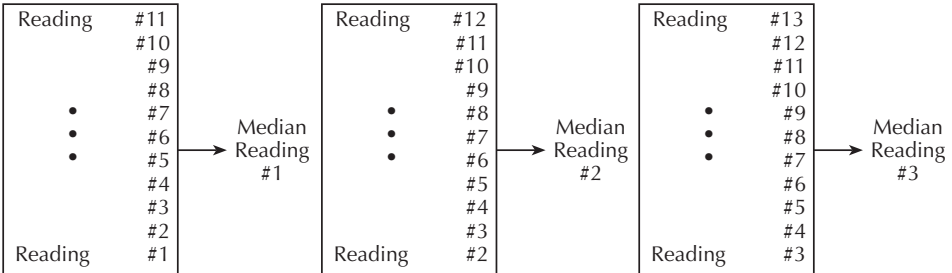 Reading #11
#10
#9
#8
#7
#6
#5
#4
#3
#2
Reading #1
Median
Reading
#1
Reading #12
#11
#10
#9
#8
#7
#6
#5
#4
#3
Reading #2
Median
Reading
#2
Reading #13
#12
#11
#10
#9
#8
#7
#6
#5
#4
Reading #3
Median
Reading
#3